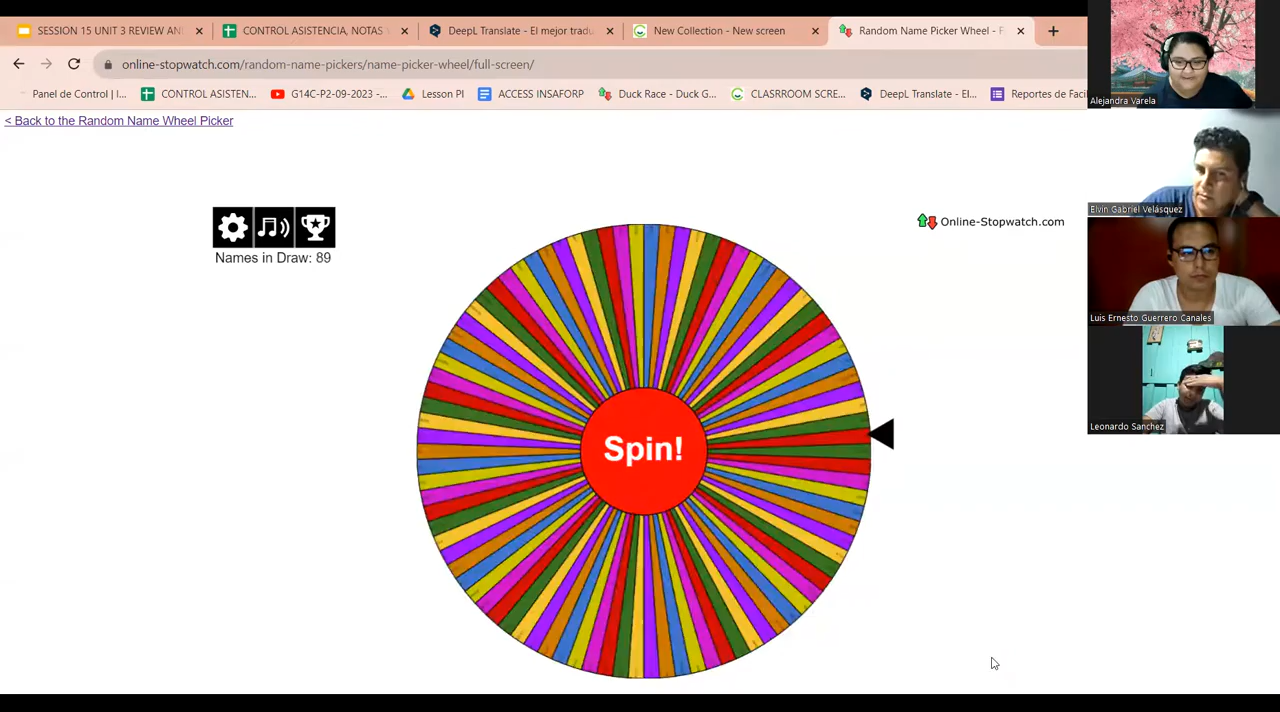 SESSION 15 UNIT 3 REVIEW AN
CONTROL ASISTENCIA, NOTAS
DeepL Translate - El mejor tradu
New Collection - New screen
Random Name Picker Wheel - F
online-stopwatch.com/random-name-pickers/name-picker-wheel/full-screen/
Panel de Control | I...
CONTROL ASISTEN...
G14C-P2-09-2023 -...
Lesson PI
ACCESS INSAFORP
Duck Race - Duck G...
CLASRROOM SCRE...
DeepL Translate - El...
Reportes de Facil
< Back to the Random Name Wheel Picker
Names in Draw: 89
Online-Stopwatch.com
Spin!
Alejandra Varela
Elvin Gabriel Velásquez
Luis Ernesto Guerrero Canales
Leonardo Sanchez